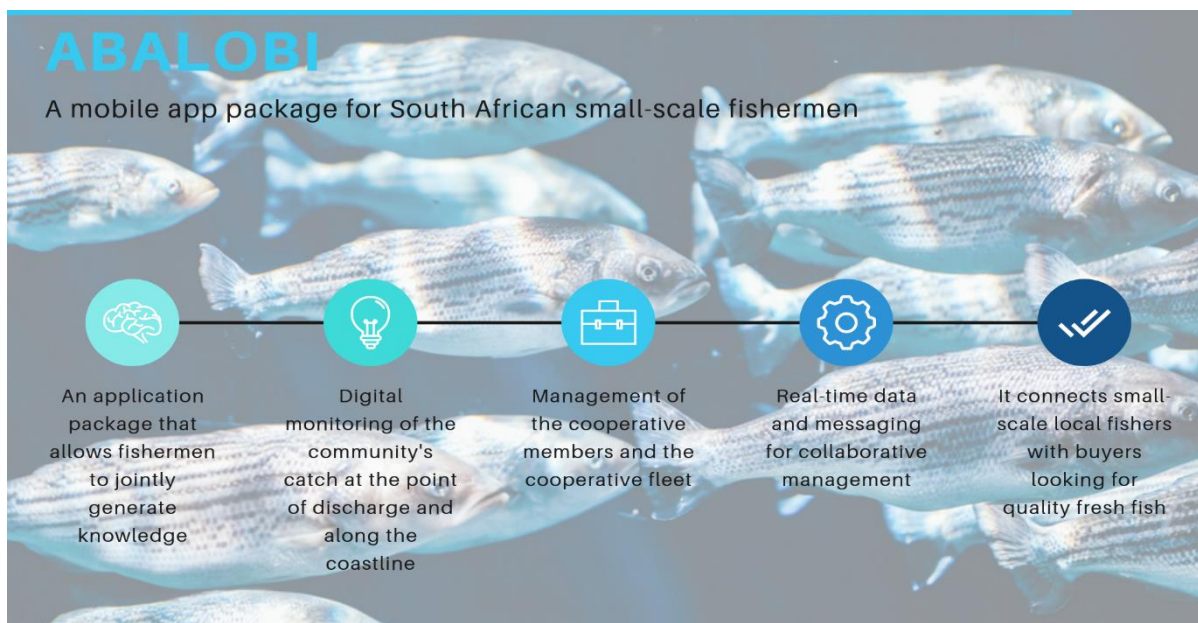 ABALOBI
A mobile app package for South African small-scale fishermen
An application
package that
allows fishermen
to jointly
generate
knowledge
Digital
monitoring of the
community's
catch at the point
of discharge and
along the
coastline
Management of
the cooperative
members and the
cooperative fleet
Real-time data
and messaging
for collaborative
management
It connects small-
scale local fishers
with buyers
looking for
quality fresh fish